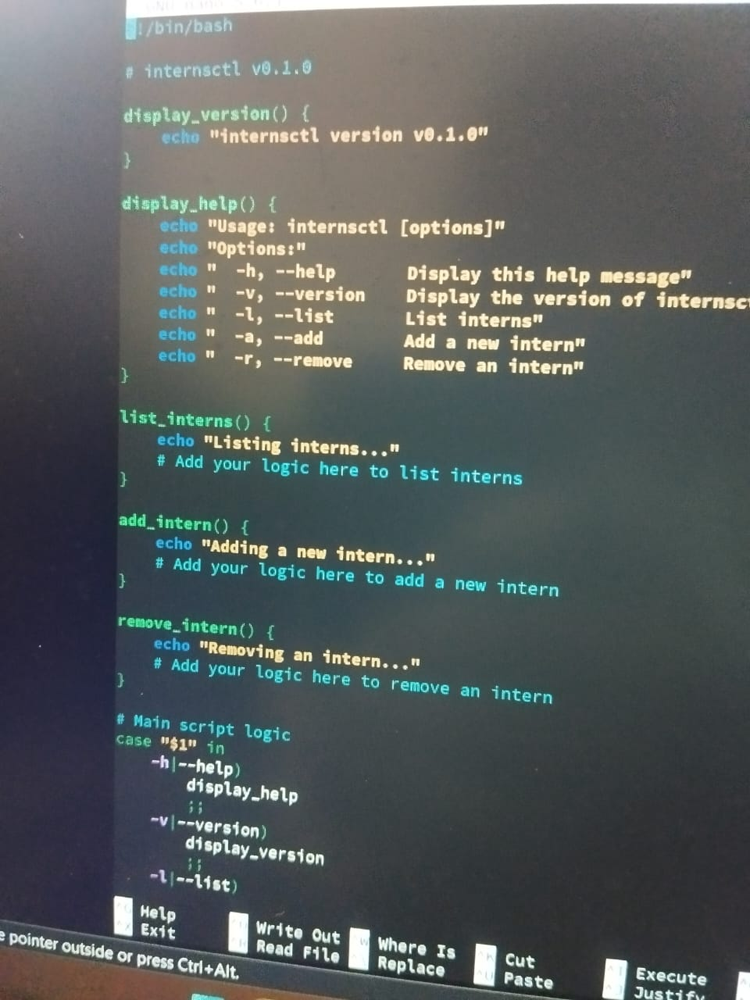 GNU nano
!/bin/bash
# internsctl v0.1.0
display_version() {
echo "internsctl version v0.1.0"
}
display_help() {
echo "Usage: internsctl [options]"
echo "Options:"
echo "  -h, --help       Display this help message"
echo "  -v, --version    Display the version of internsc
echo "  -l, --list       List interns"
echo "  -a, --add        Add a new intern"
echo "  -r, --remove     Remove an intern"
}
list_interns() {
echo "Listing interns..."
# Add your logic here to list interns
}
add_intern() {
echo "Adding a new intern..."
# Add your logic here to add a new intern
}
remove_intern() {
echo "Removing an intern..."
# Add your logic here to remove an intern
}
# Main script logic
case "$1" in
-h|--help)
display_help
;;
-v|--version)
display_version
;;
-l|--list)
^G Help ^O Write Out ^W Where Is ^K Cut ^T Execute
^X Exit ^R Read File ^\ Replace ^U Paste ^J Justify
pointer outside or press Ctrl+Alt.